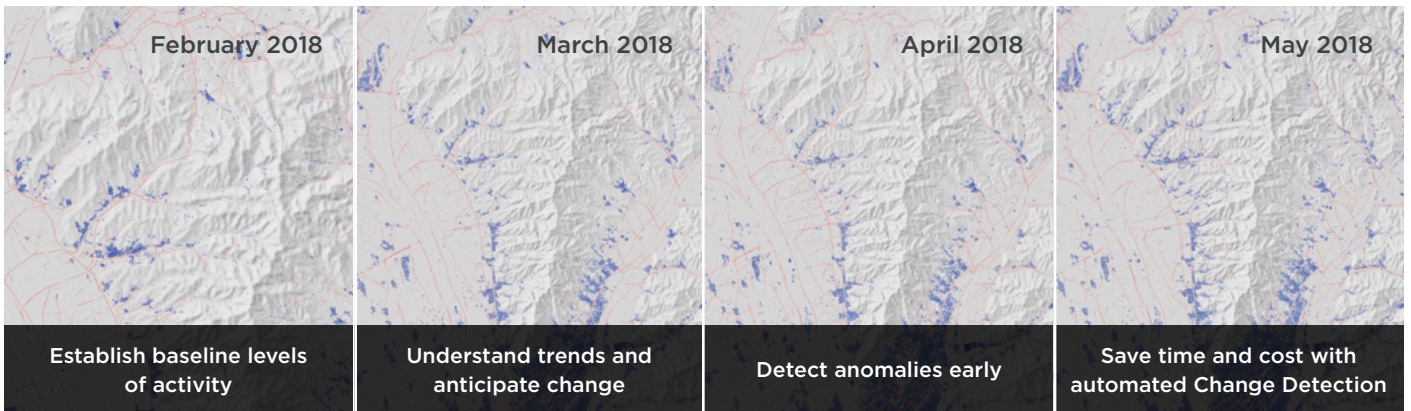 February 2018
March 2018
April 2018
May 2018
Establish baseline levels
of activity
Understand trends and
anticipate change
Detect anomalies early
Save time and cost with
automated Change Detection